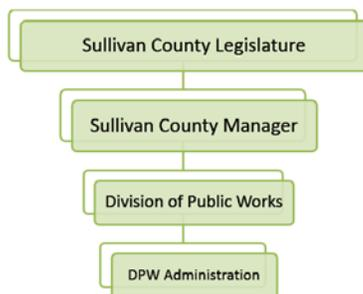 Sullivan County Legislature
Sullivan County Manager
Division of Public Works
DPW Administration